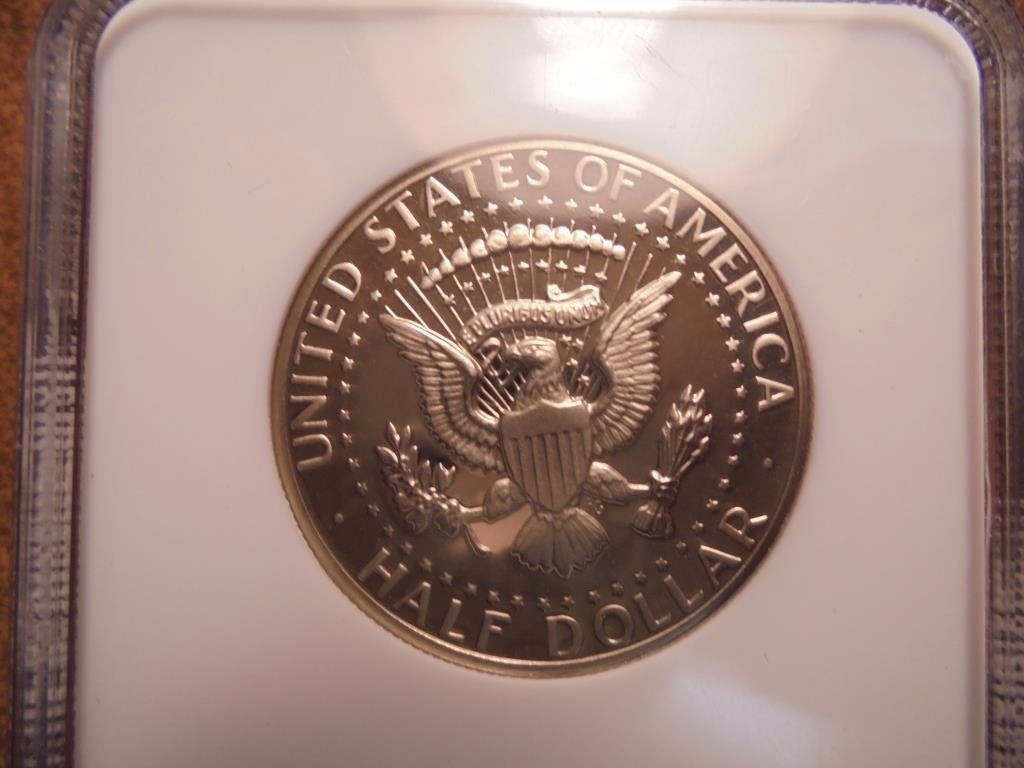 UNITED STATES OF AMERICA
E PLURIBUS UNUM
HALF DOLLAR